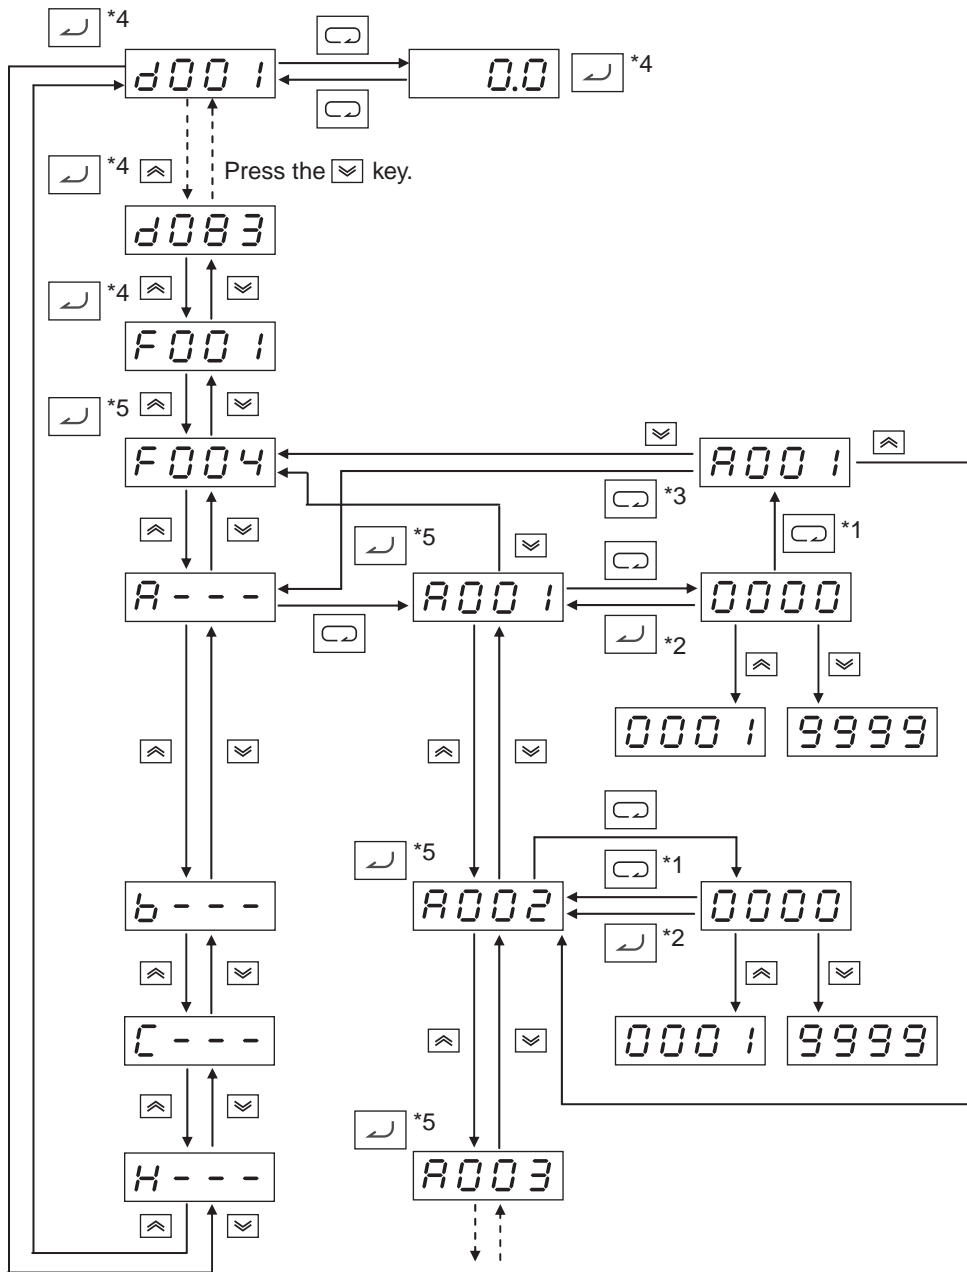 *4
d001
0.0
*4
*4
Press the key.
d083
*4
F001
*5
F004
A001
*3
*5
*1
A---
A001
0000
*2
0001
9999
*5
*1
b---
A002
0000
*2
C---
0001
9999
*5
H---
A003